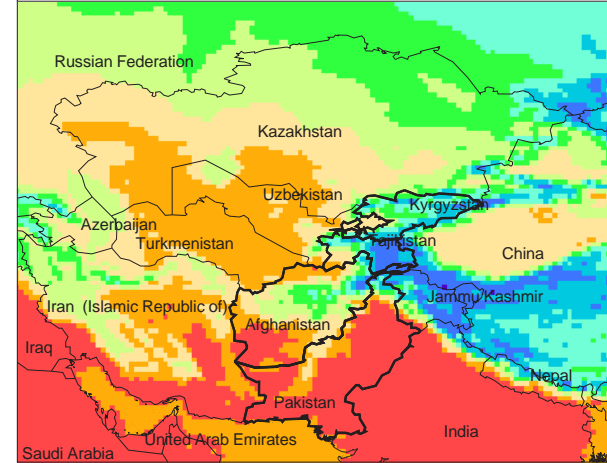 Russian Federation
Kazakhstan
Uzbekistan
Kyrgyzstan
Azerbaijan
Turkmenistan
Tajikistan
China
Iran (Islamic Republic of)
Jammu Kashmir
Afghanistan
Iraq
Nepal
Pakistan
United Arab Emirates
India
Saudi Arabia